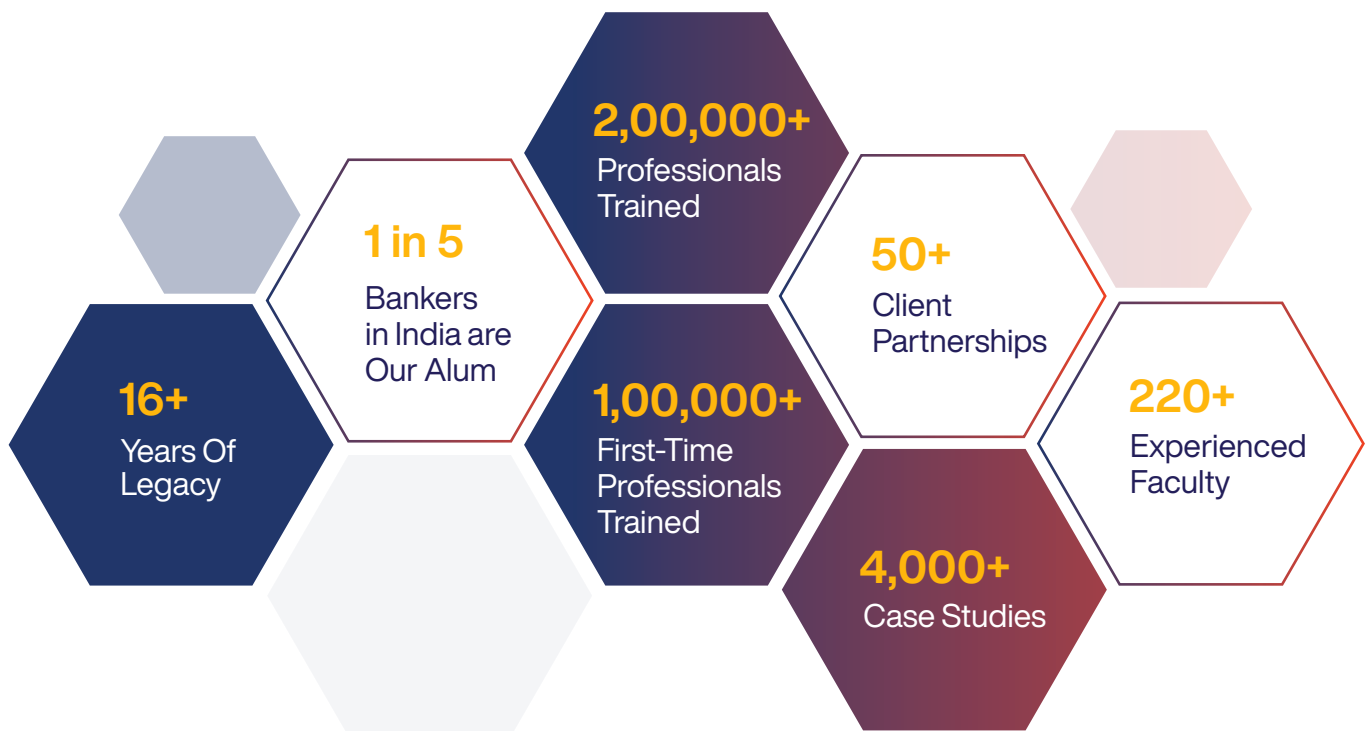 16+
Years Of
Legacy
1 in 5
Bankers
in India are
Our Alum
2,00,000+
Professionals
Trained
1,00,000+
First-Time
Professionals
Trained
50+
Client
Partnerships
4,000+
Case Studies
220+
Experienced
Faculty